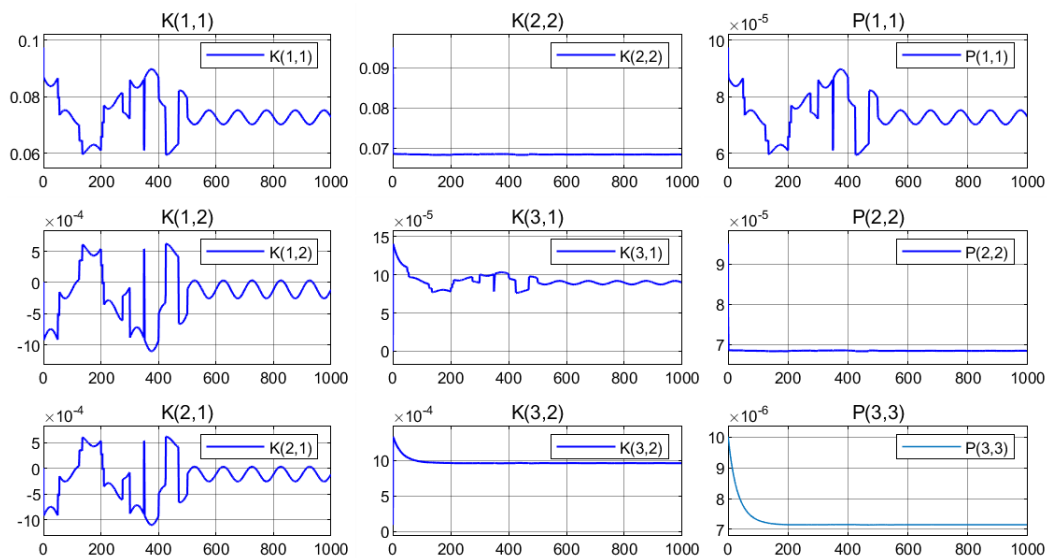 K(1,1)
K(1,1)
0.1
0.08
0.06
0 200 400 600 800 1000
K(2,2)
K(2,2)
0.09
0.08
0.07
0 200 400 600 800 1000
P(1,1)
×10⁻⁵
P(1,1)
10
8
6
0 200 400 600 800 1000
K(1,2)
×10⁻⁴
K(1,2)
5
0
-5
-10
0 200 400 600 800 1000
K(3,1)
×10⁻⁵
K(3,1)
15
10
5
0
0 200 400 600 800 1000
P(2,2)
×10⁻⁵
P(2,2)
9
8
7
0 200 400 600 800 1000
K(2,1)
×10⁻⁴
K(2,1)
5
0
-5
-10
0 200 400 600 800 1000
K(3,2)
×10⁻⁴
K(3,2)
10
5
0
0 200 400 600 800 1000
P(3,3)
×10⁻⁶
P(3,3)
10
9
8
7
0 200 400 600 800 1000